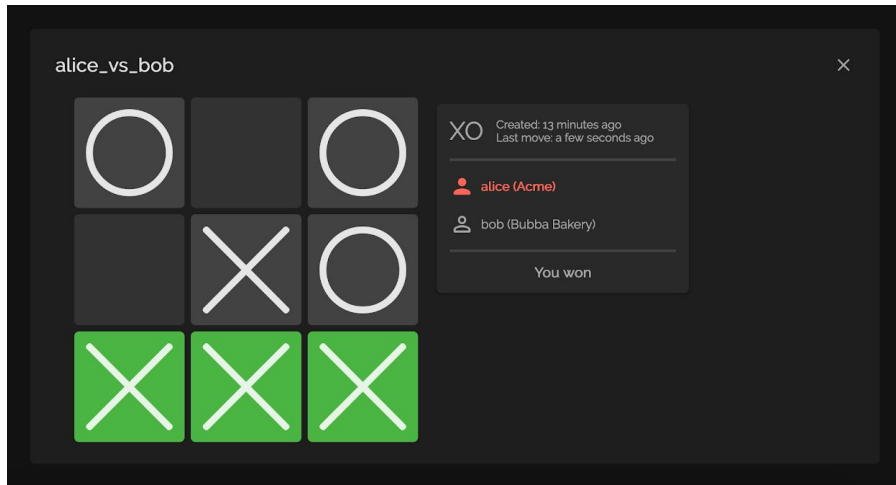 alice_vs_bob
XO
Created: 13 minutes ago
Last move: a few seconds ago
alice (Acme)
bob (Bubba Bakery)
You won